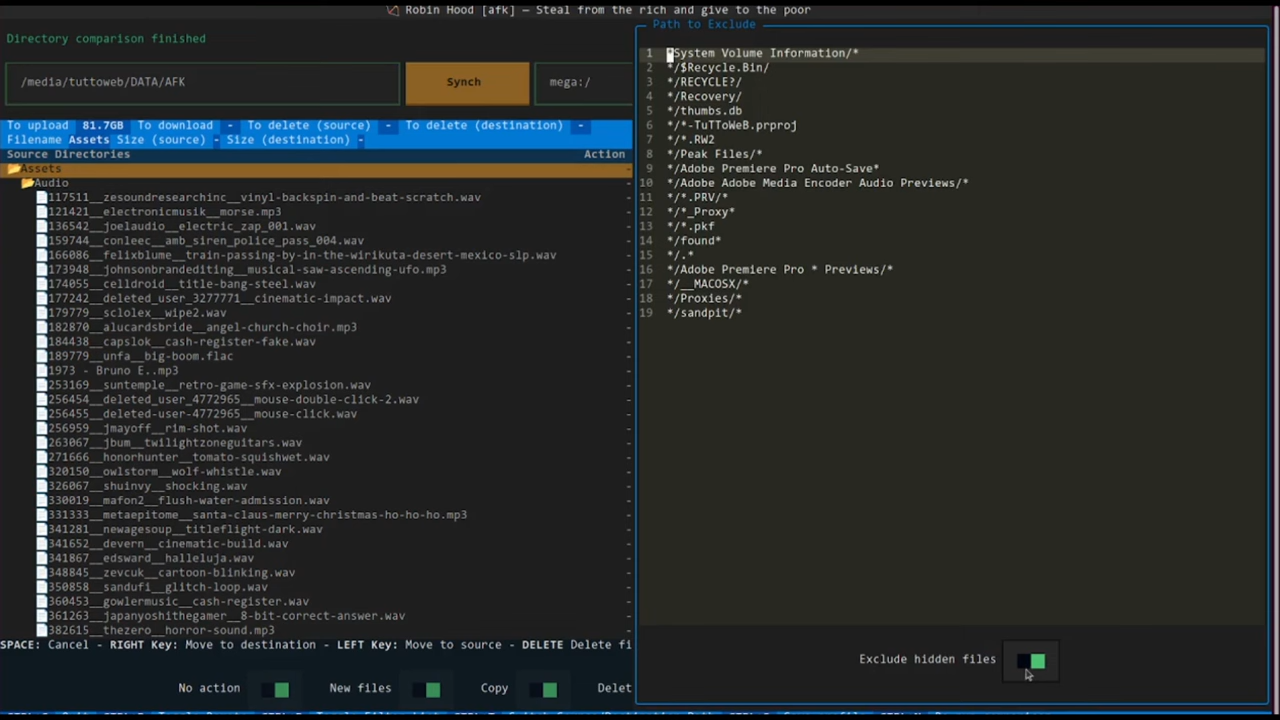 Robin Hood [afk] — Steal from the rich and give to the poor
Directory comparison finished
/media/tuttoweb/DATA/AFK
Synch
mega:/
To upload 81.7GB To download - To delete (source) - To delete (destination) -
Filename Assets Size (source) - Size (destination) -
Source Directories Action
Assets
Audio
117511__zesoundresearchinc__vinyl-backspin-and-beat-scratch.wav -
121421__electronicmusik__morse.mp3 -
136542__joelaudio__electric_zap_001.wav -
159744__conleec__amb_siren_police_pass_004.wav -
166086__felixblume__train-passing-by-in-the-wirikuta-desert-mexico-slp.wav -
173948__johnsonbrandediting__musical-saw-ascending-ufo.mp3 -
174055__celldroid__title-bang-steel.wav -
177242__deleted_user_3277771__cinematic-impact.wav -
179779__sclolex__wipe2.wav -
182870__alucardsbride__angel-church-choir.mp3 -
184438__capslok__cash-register-fake.wav -
189779__unfa__big-boom.flac -
1973 - Bruno E..mp3 -
253169__suntemple__retro-game-sfx-explosion.wav -
256454__deleted_user_4772965__mouse-double-click-2.wav -
256455__deleted-user-4772965__mouse-click.wav -
256959__jmayoff__rim-shot.wav -
263067__jbum__twilightzoneguitars.wav -
271666__honorhunter__tomato-squishwet.wav -
320150__owlstorm__wolf-whistle.wav -
326067__shuinvy__shocking.wav -
330019__mafon2__flush-water-admission.wav -
331333__metaepitome__santa-claus-merry-christmas-ho-ho-ho.mp3 -
341281__newagesoup__titleflight-dark.wav -
341652__devern__cinematic-build.wav -
341867__edsward__halleluja.wav -
348845__zevcuk__cartoon-blinking.wav -
350858__sandufi__glitch-loop.wav -
360453__gowlermusic__cash-register.wav -
361263__japanyoshithegamer__8-bit-correct-answer.wav -
382615__thezero__horror-sound.mp3 -
SPACE: Cancel - RIGHT Key: Move to destination - LEFT Key: Move to source - DELETE Delete fi
No action New files Copy Delet
Path to Exclude
1 *System Volume Information/*
2 */$Recycle.Bin/
3 */RECYCLE?/
4 */Recovery/
5 */thumbs.db
6 */*-TuTToWeB.prproj
7 */*.RW2
8 */Peak Files/*
9 */Adobe Premiere Pro Auto-Save*
10 */Adobe Adobe Media Encoder Audio Previews/*
11 */*.PRV/*
12 */*_Proxy*
13 */*.pkf
14 */found*
15 */.*
16 */Adobe Premiere Pro * Previews/*
17 */__MACOSX/*
18 */Proxies/*
19 */sandpit/*
Exclude hidden files